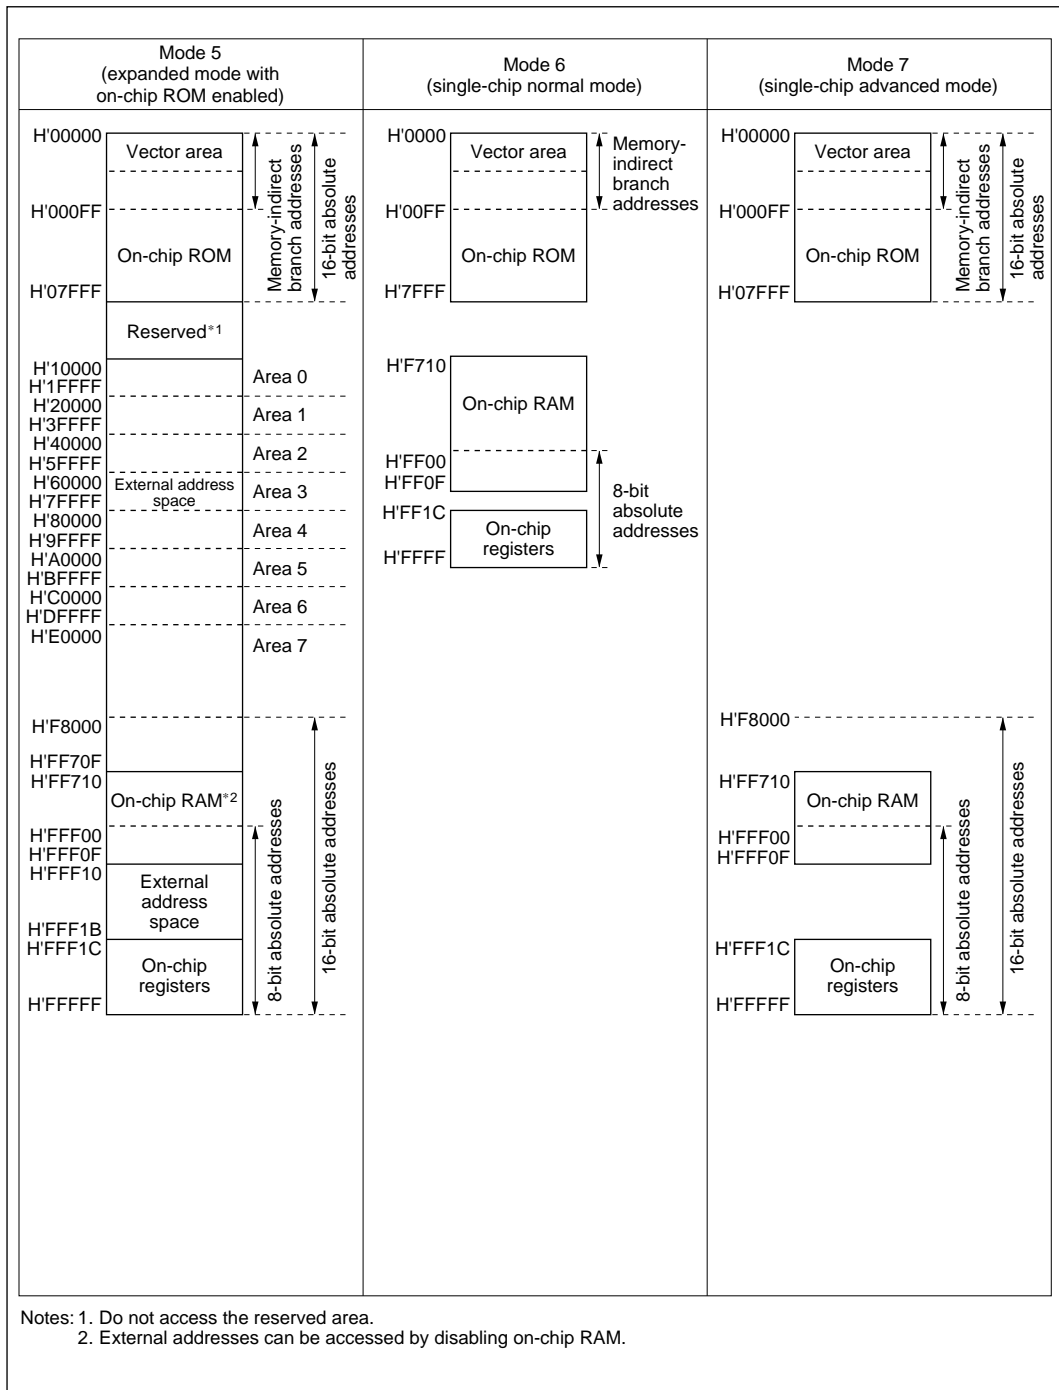 Mode 5
(expanded mode with
on-chip ROM enabled)
Mode 6
(single-chip normal mode)
Mode 7
(single-chip advanced mode)
H'00000
Vector area
H'000FF
On-chip ROM
H'07FFF
Memory-indirect
branch addresses
16-bit absolute
addresses
Reserved*1
H'10000
H'1FFFF
Area 0
H'20000
H'3FFFF
Area 1
H'40000
H'5FFFF
Area 2
H'60000
H'7FFFF
External address
space
Area 3
H'80000
H'9FFFF
Area 4
H'A0000
H'BFFFF
Area 5
H'C0000
H'DFFFF
Area 6
H'E0000
Area 7
H'F8000
H'FF70F
H'FF710
On-chip RAM*2
H'FFF00
H'FFF0F
H'FFF10
External
address
space
H'FFF1B
H'FFF1C
On-chip
registers
H'FFFFF
8-bit absolute addresses
16-bit absolute addresses
H'0000
Vector area
H'00FF
On-chip ROM
H'7FFF
Memory-
indirect
branch
addresses
H'F710
On-chip RAM
H'FF00
H'FF0F
H'FF1C
On-chip
registers
H'FFFF
8-bit
absolute
addresses
H'00000
Vector area
H'000FF
On-chip ROM
H'07FFF
Memory-indirect
branch addresses
16-bit absolute
addresses
H'F8000
H'FF710
On-chip RAM
H'FFF00
H'FFF0F
H'FFF1C
On-chip
registers
H'FFFFF
8-bit absolute addresses
16-bit absolute addresses
Notes: 1. Do not access the reserved area.
2. External addresses can be accessed by disabling on-chip RAM.